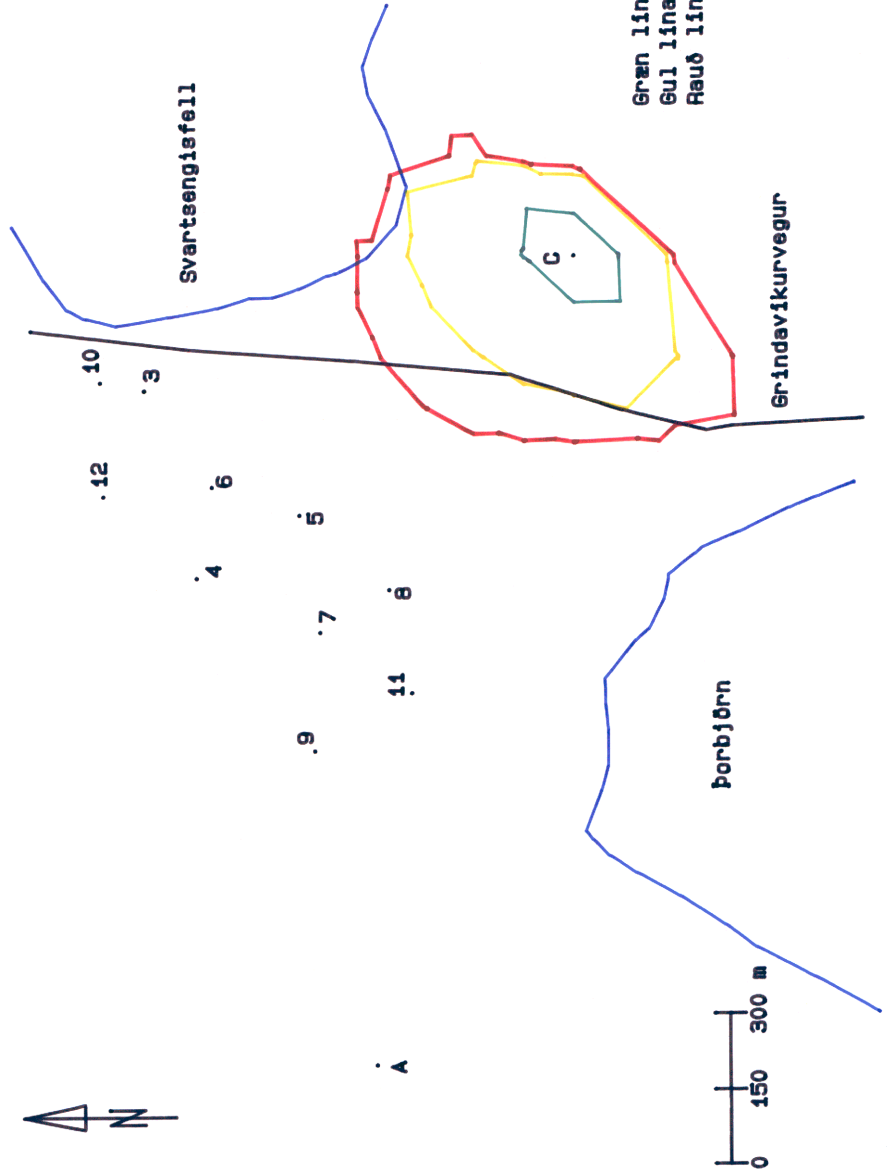 10
12
N
3
Svartsengisfell
4
6
9
5
7
11
A
8
C
Græn lín
Gul lína
Rauð lín
Þorbjörn
0 150 300 m
Grindavíkurvegur